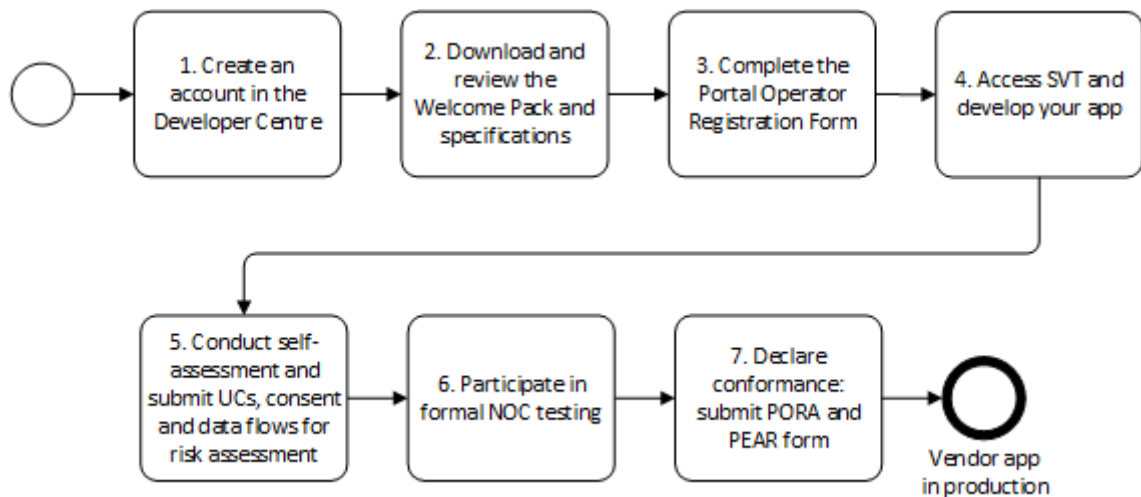 1. Create an
account in the
Developer Centre
2. Download and
review the
Welcome Pack and
specifications
3. Complete the
Portal Operator
Registration Form
4. Access SVT and
develop your app
5. Conduct self-
assessment and
submit UCs, consent
and data flows for
risk assessment
6. Participate in
formal NOC testing
7. Declare
conformance:
submit PORA and
PEAR form
Vendor app
in production